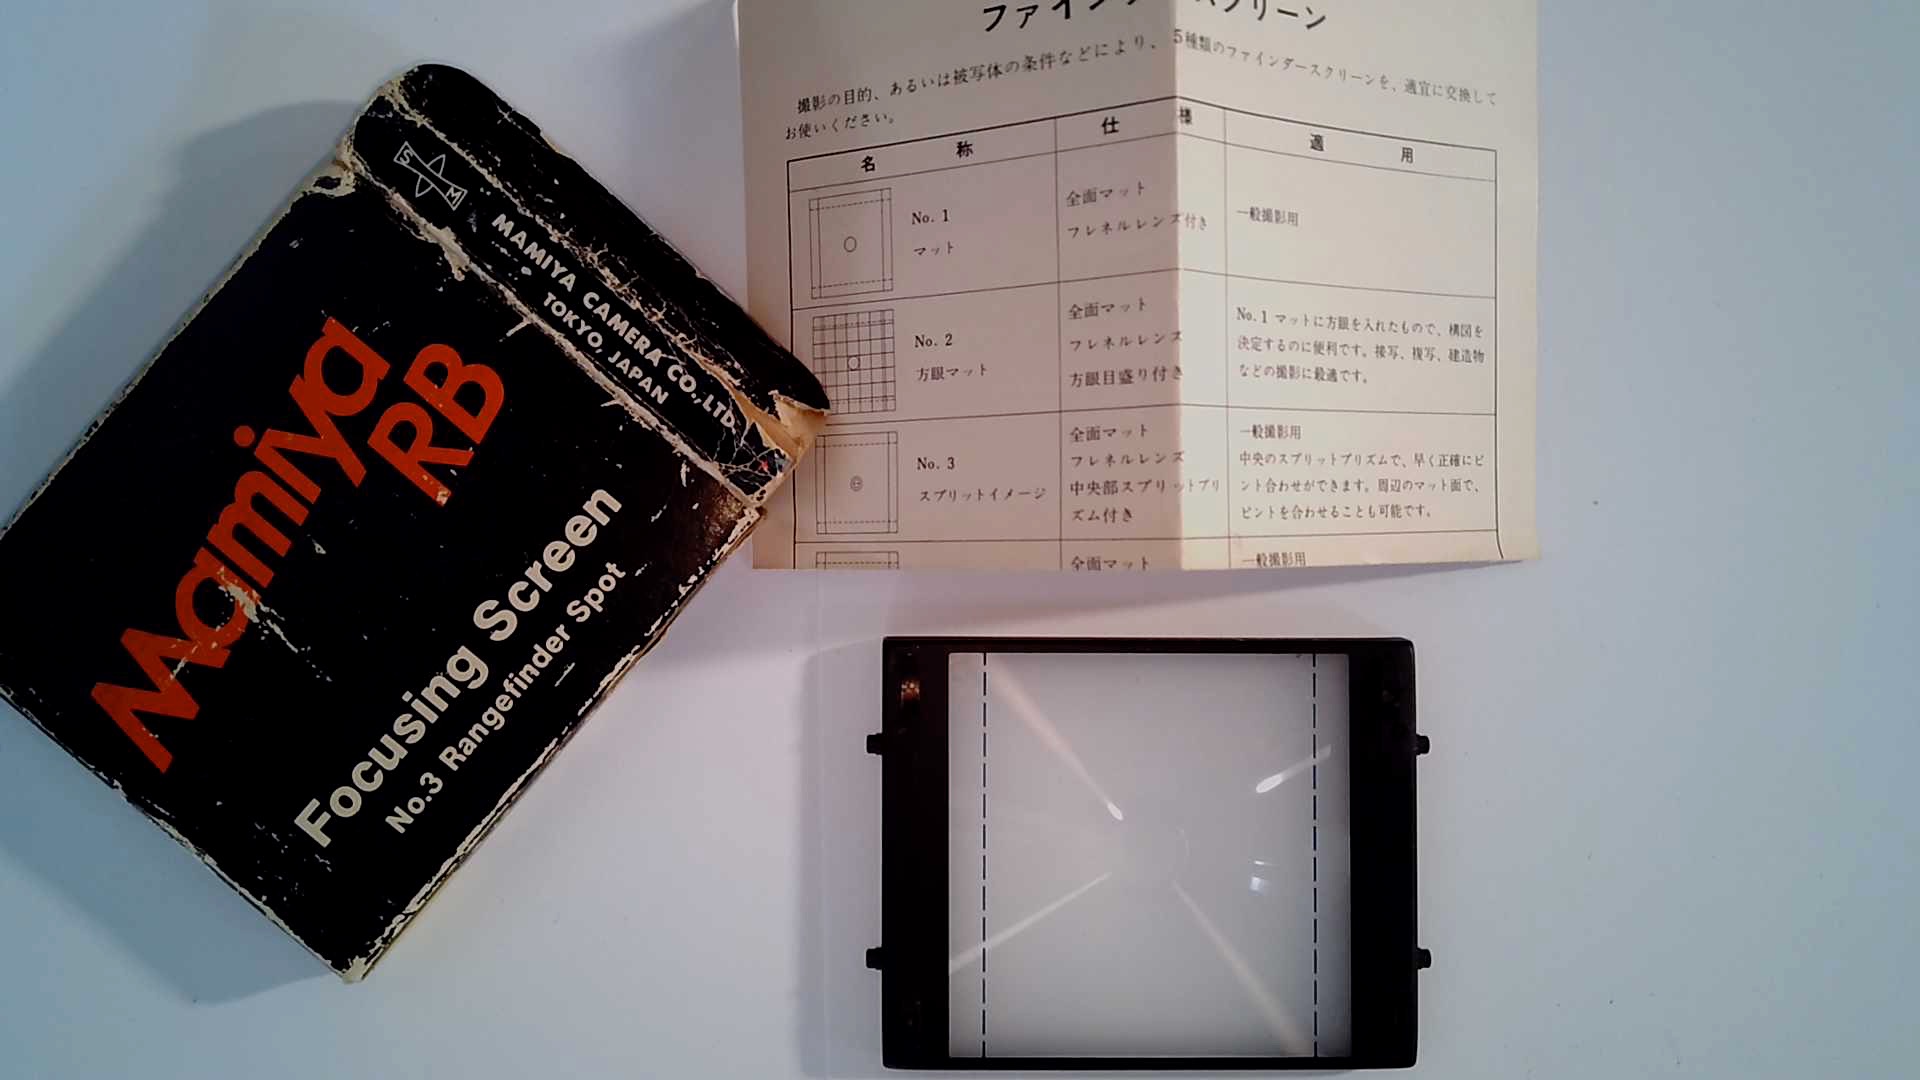 S M
MAMIYA CAMERA CO.,LTD.
TOKYO, JAPAN
Mamiya
RB
Focusing Screen
No.3 Rangefinder Spot
ファインダースクリーン
撮影の目的、あるいは被写体の条件などにより、5種類のファインダースクリーンを、適宜に交換して
お使いください。
名 称 仕 様 適 用
No. 1
マット
全面マット
フレネルレンズ付き
一般撮影用
No. 2
方眼マット
全面マット
フレネルレンズ
方眼目盛り付き
No.1 マットに方眼を入れたもので、構図を
決定するのに便利です。接写、複写、建造物
などの撮影に最適です。
No. 3
スプリットイメージ
全面マット
フレネルレンズ
中央部スプリットプリ
ズム付き
一般撮影用
中央のスプリットプリズムで、早く正確にピ
ント合わせができます。周辺のマット面で、
ピントを合わせることも可能です。
全面マット
一般撮影用